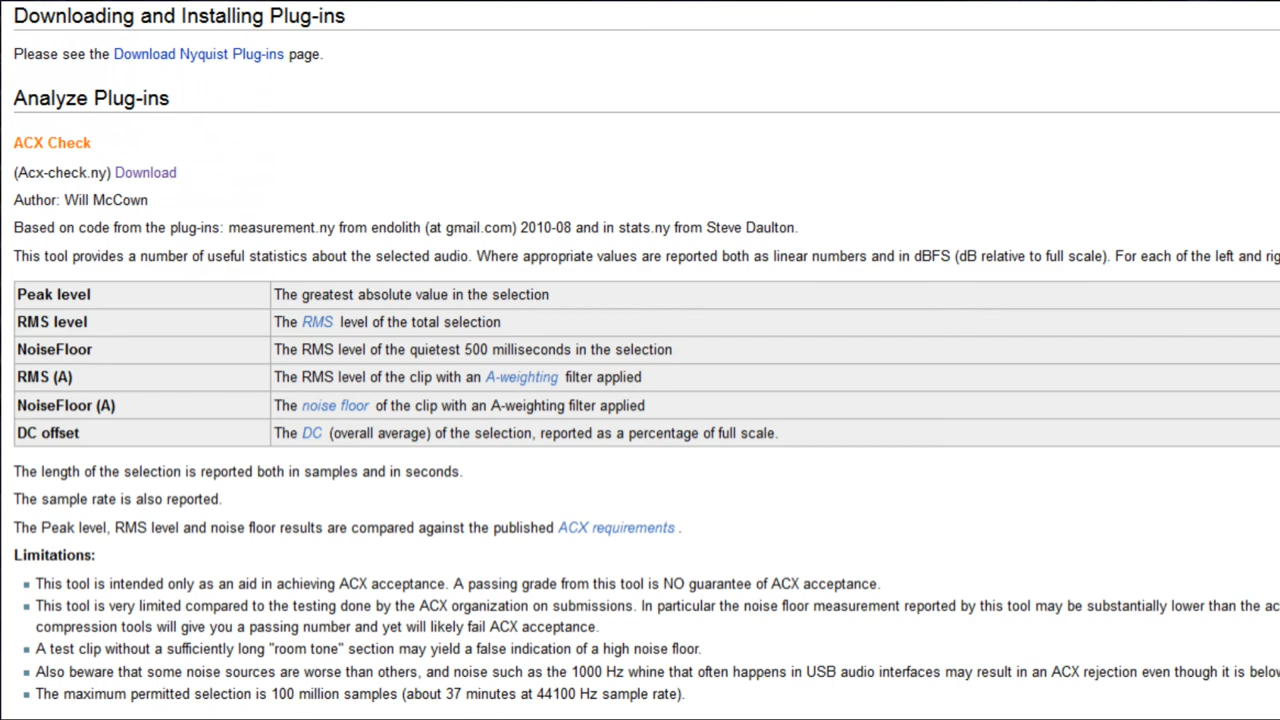 Downloading and Installing Plug-ins
Please see the Download Nyquist Plug-ins page.
Analyze Plug-ins
ACX Check
(Acx-check.ny) Download
Author: Will McCown
Based on code from the plug-ins: measurement.ny from endolith (at gmail.com) 2010-08 and in stats.ny from Steve Daulton.
This tool provides a number of useful statistics about the selected audio. Where appropriate values are reported both as linear numbers and in dBFS (dB relative to full scale). For each of the left and rig
Peak level The greatest absolute value in the selection
RMS level The RMS level of the total selection
NoiseFloor The RMS level of the quietest 500 milliseconds in the selection
RMS (A) The RMS level of the clip with an A-weighting filter applied
NoiseFloor (A) The noise floor of the clip with an A-weighting filter applied
DC offset The DC (overall average) of the selection, reported as a percentage of full scale.
The length of the selection is reported both in samples and in seconds.
The sample rate is also reported.
The Peak level, RMS level and noise floor results are compared against the published ACX requirements .
Limitations:
This tool is intended only as an aid in achieving ACX acceptance. A passing grade from this tool is NO guarantee of ACX acceptance.
This tool is very limited compared to the testing done by the ACX organization on submissions. In particular the noise floor measurement reported by this tool may be substantially lower than the ac
compression tools will give you a passing number and yet will likely fail ACX acceptance.
A test clip without a sufficiently long "room tone" section may yield a false indication of a high noise floor.
Also beware that some noise sources are worse than others, and noise such as the 1000 Hz whine that often happens in USB audio interfaces may result in an ACX rejection even though it is below
The maximum permitted selection is 100 million samples (about 37 minutes at 44100 Hz sample rate).